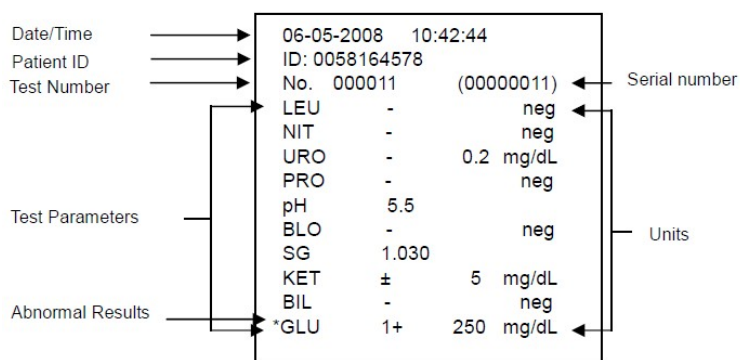 Date/Time
Patient ID
Test Number
Test Parameters
Abnormal Results
06-05-2008 10:42:44
ID: 0058164578
No. 000011 (00000011)
LEU - neg
NIT - neg
URO - 0.2 mg/dL
PRO - neg
pH 5.5
BLO - neg
SG 1.030
KET ± 5 mg/dL
BIL - neg
*GLU 1+ 250 mg/dL
Serial number
Units